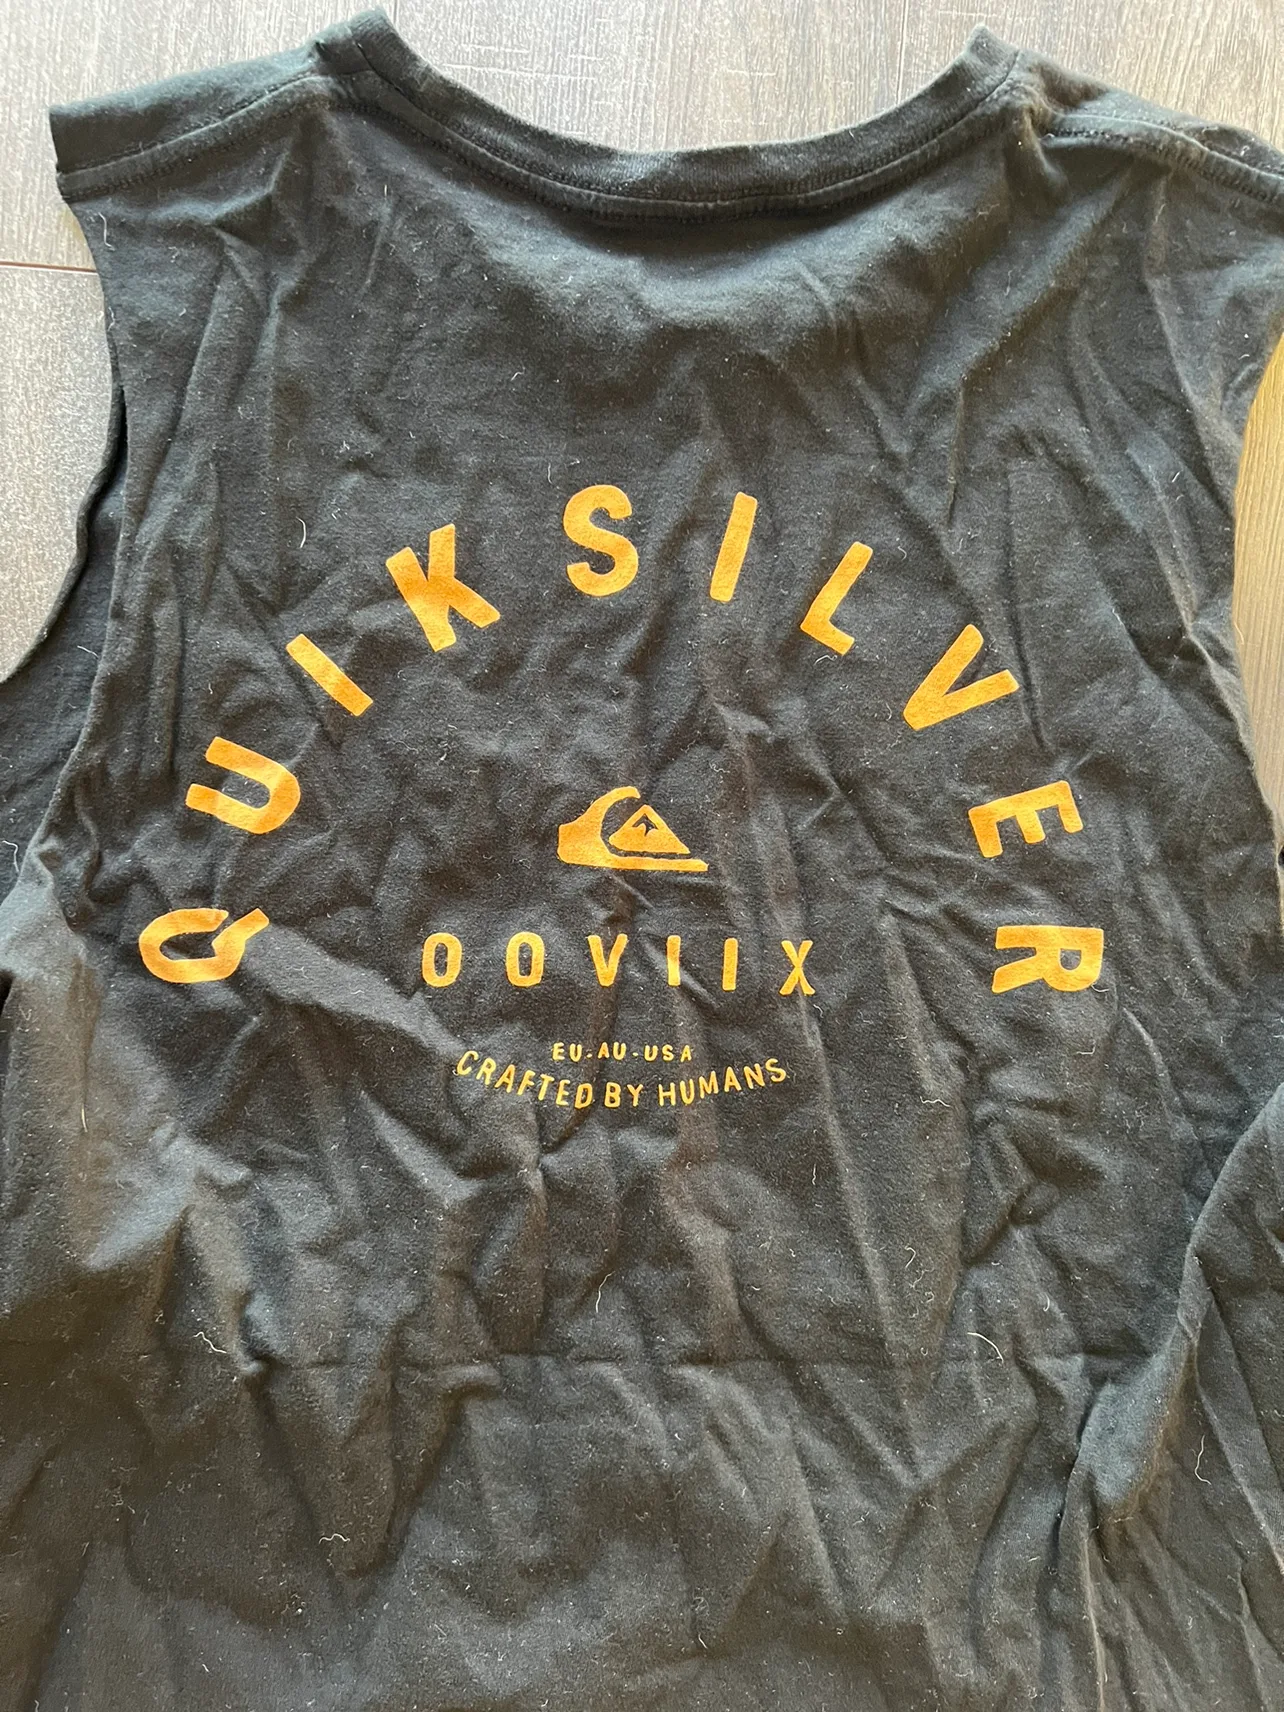 QUIKSILVER
OOVIIX
EU-AU-USA
CRAFTED BY HUMANS